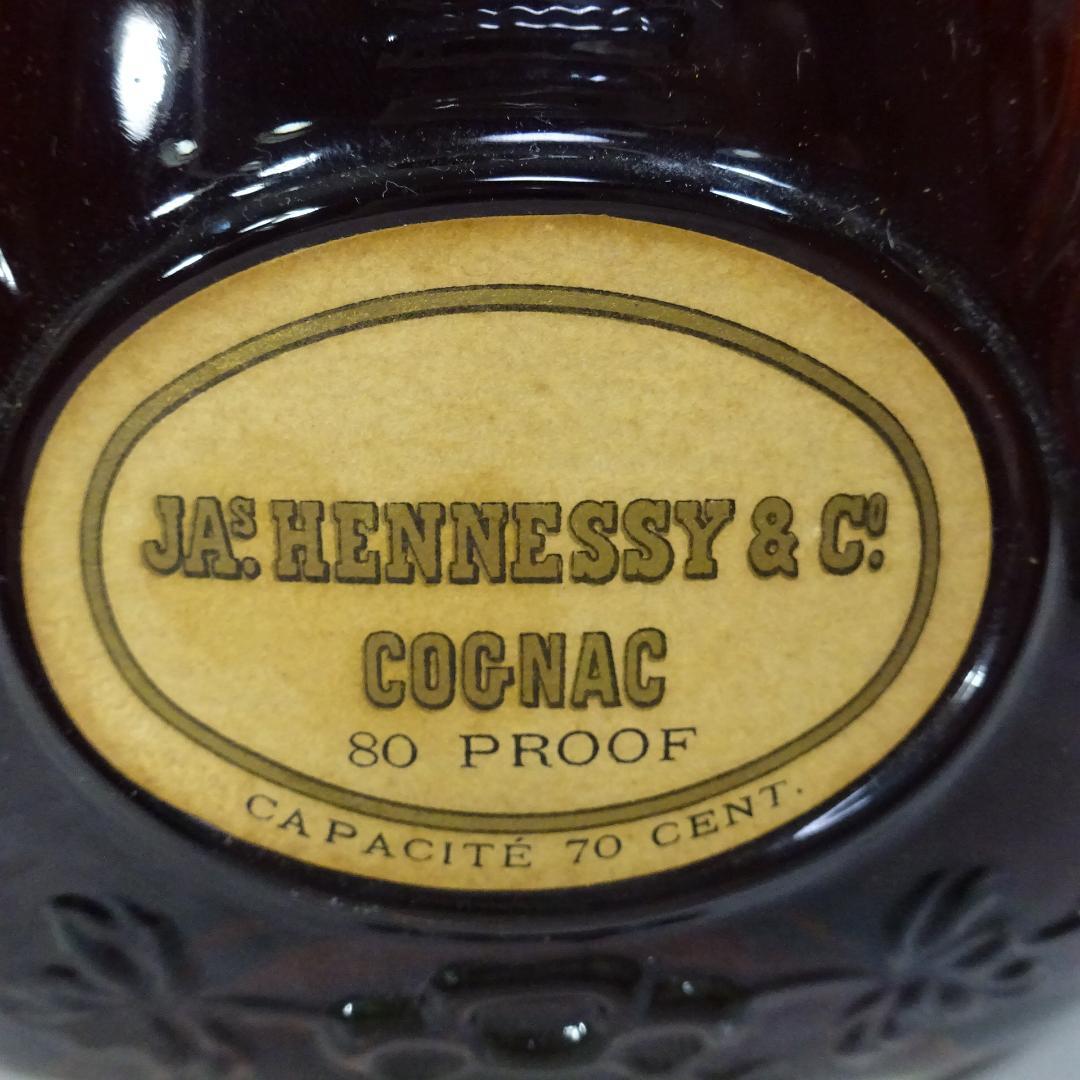 JAS. HENNESSY & CO.
COGNAC
80 PROOF
CAPACITÉ 70 CENT.